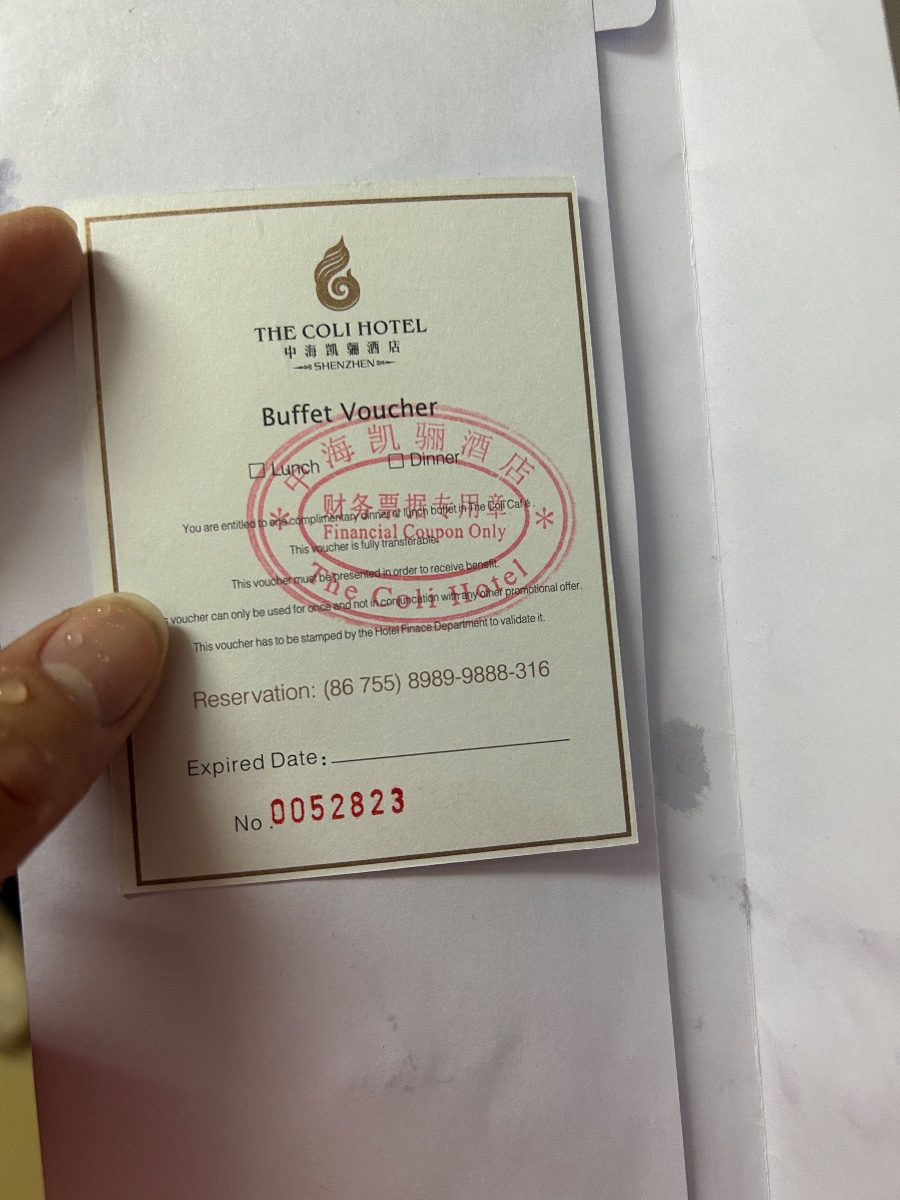 THE COLI HOTEL
中海凯骊酒店
SHENZHEN
Buffet Voucher
Lunch Dinner
You are entitled to one complimentary dinner or lunch buffet in The Coli Café.
This voucher is fully transferable.
This voucher must be presented in order to receive benefit.
voucher can only be used for once and not in conjunction with any other promotional offer.
This voucher has to be stamped by the Hotel Finace Department to validate it.
中海凯骊酒店
财务票据专用章
Financial Coupon Only
The Coli Hotel
Reservation: (86 755) 8989-9888-316
Expired Date:
No.0052823